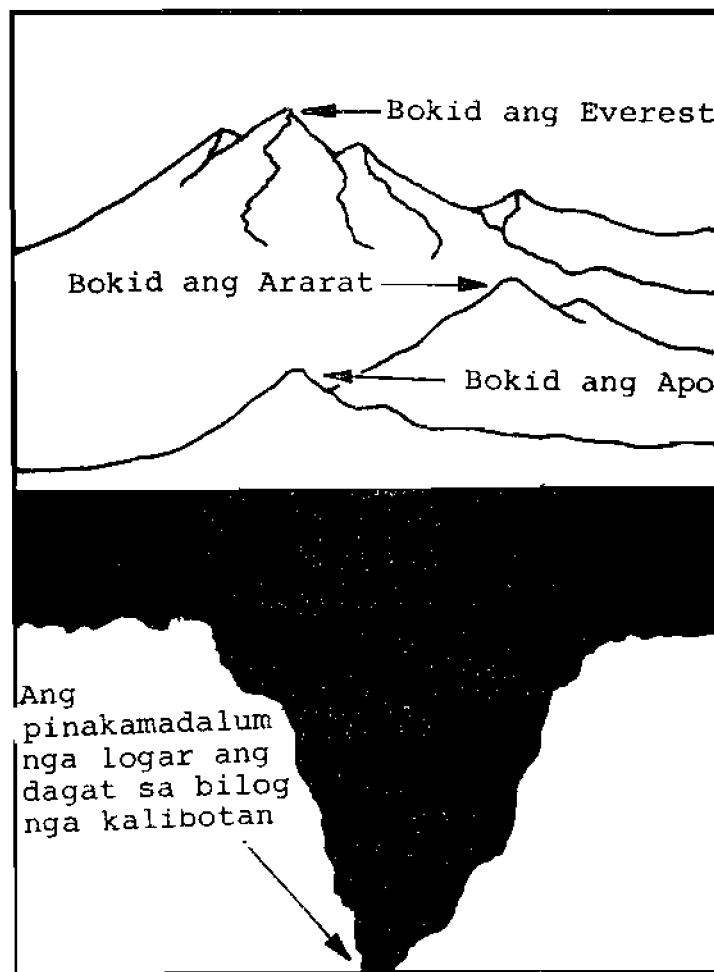 Bokid ang Everest
Bokid ang Ararat
Bokid ang Apo
Ang
pinakamadalum
nga logar ang
dagat sa bilog
nga kalibotan